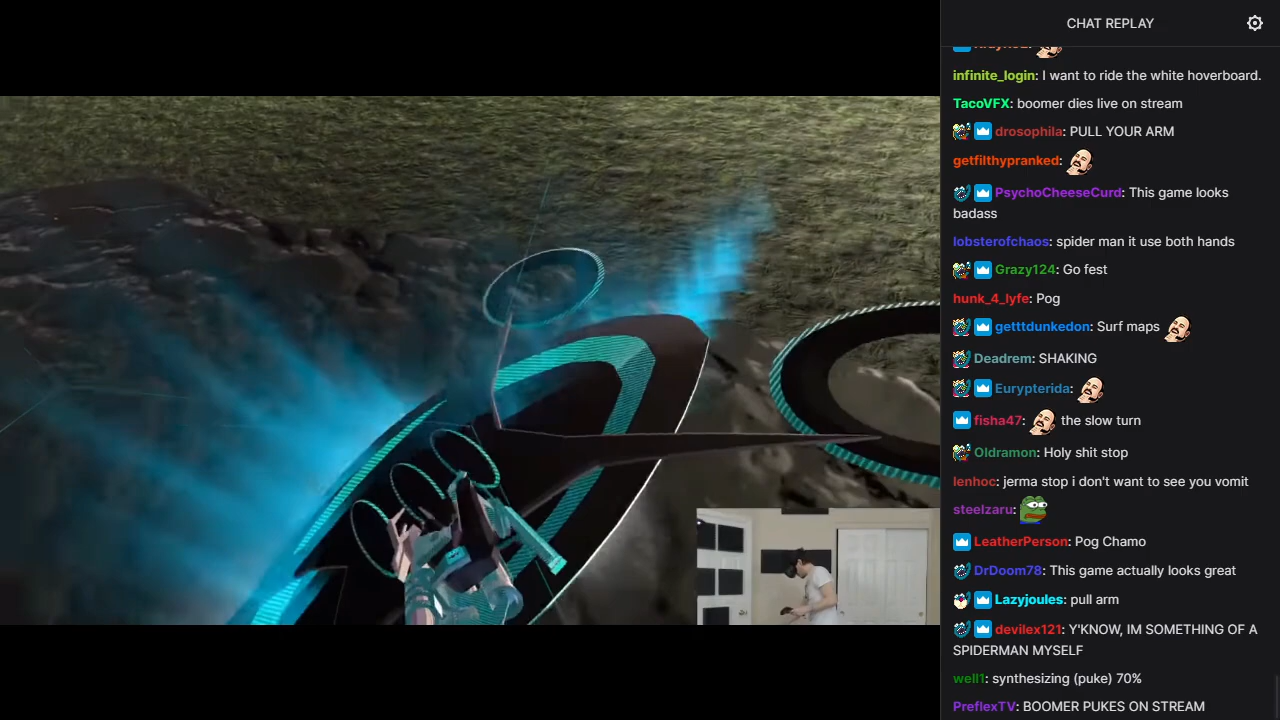 CHAT REPLAY
infinite_login: I want to ride the white hoverboard.
TacoVFX: boomer dies live on stream
drosophila: PULL YOUR ARM
getfilthypranked:
PsychoCheeseCurd: This game looks
badass
lobsterofchaos: spider man it use both hands
Grazy124: Go fest
hunk_4_lyfe: Pog
getttdunkedon: Surf maps
Deadrem: SHAKING
Eurypterida:
fisha47: the slow turn
Oldramon: Holy shit stop
lenhoc: jerma stop i don't want to see you vomit
steelzaru:
LeatherPerson: Pog Chamo
DrDoom78: This game actually looks great
Lazyjoules: pull arm
devilex121: Y'KNOW, IM SOMETHING OF A
SPIDERMAN MYSELF
well1: synthesizing (puke) 70%
PreflexTV: BOOMER PUKES ON STREAM